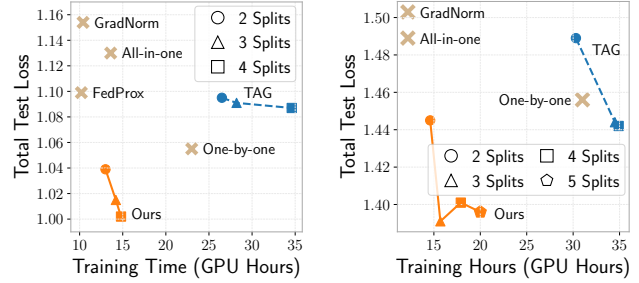 1.16
1.14
1.12
1.10
1.08
1.06
1.04
1.02
1.00
Total Test Loss
GradNorm
All-in-one
FedProx
TAG
One-by-one
Ours
2 Splits
3 Splits
4 Splits
10 15 20 25 30 35
Training Time (GPU Hours)
1.50
1.48
1.46
1.44
1.42
1.40
Total Test Loss
GradNorm
All-in-one
TAG
One-by-one
2 Splits 4 Splits
3 Splits 5 Splits
Ours
15 20 25 30 35
Training Hours (GPU Hours)